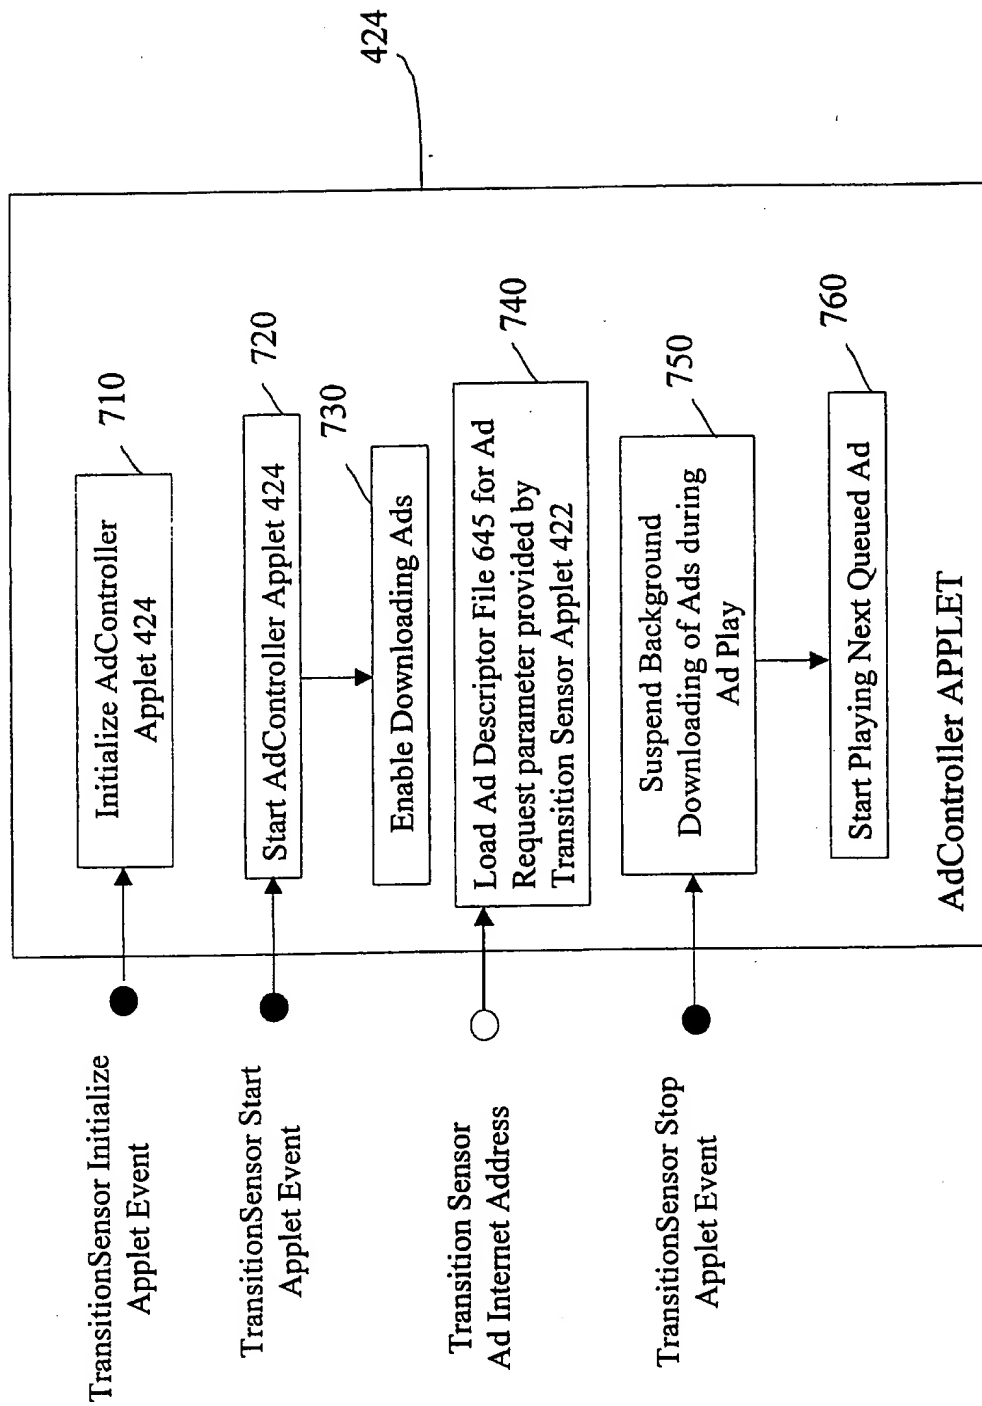 424
TransitionSensor Initialize
Applet Event
Initialize AdController
Applet 424
710
TransitionSensor Start
Applet Event
Start AdController Applet 424
720
Enable Downloading Ads
730
Transition Sensor
Ad Internet Address
Load Ad Descriptor File 645 for Ad
Request parameter provided by
Transition Sensor Applet 422
740
TransitionSensor Stop
Applet Event
Suspend Background
Downloading of Ads during
Ad Play
750
Start Playing Next Queued Ad
760
AdController APPLET